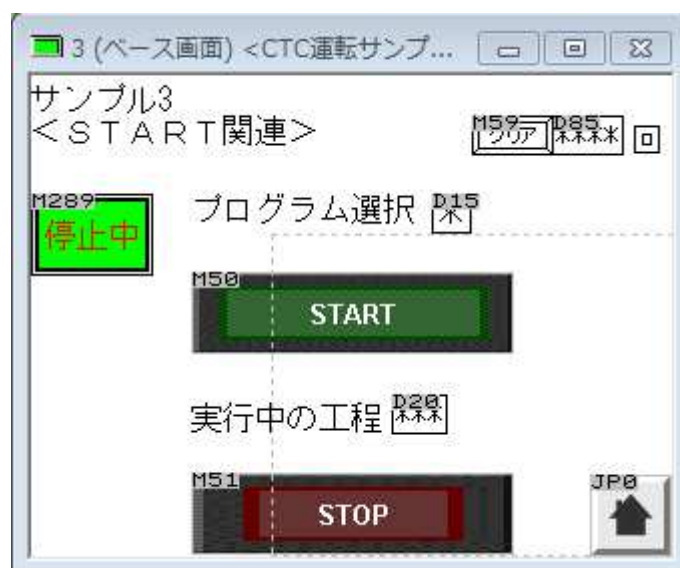 3 (ベース画面) <CTC運転サンプ...
サンプル3
＜ＳＴＡＲＴ関連＞
M59 クリア D85 ****
M289
停止中
プログラム選択 D15 *
M50
START
実行中の工程 D20 ***
M51
STOP
JP0